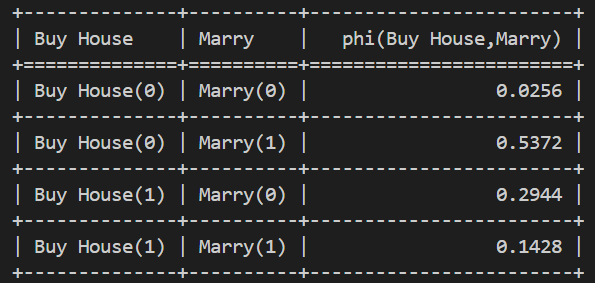 +--------------+----------+------------------------+
| Buy House    | Marry    |   phi(Buy House,Marry) |
+==============+==========+========================+
| Buy House(0) | Marry(0) |                 0.0256 |
+--------------+----------+------------------------+
| Buy House(0) | Marry(1) |                 0.5372 |
+--------------+----------+------------------------+
| Buy House(1) | Marry(0) |                 0.2944 |
+--------------+----------+------------------------+
| Buy House(1) | Marry(1) |                 0.1428 |
+--------------+----------+------------------------+